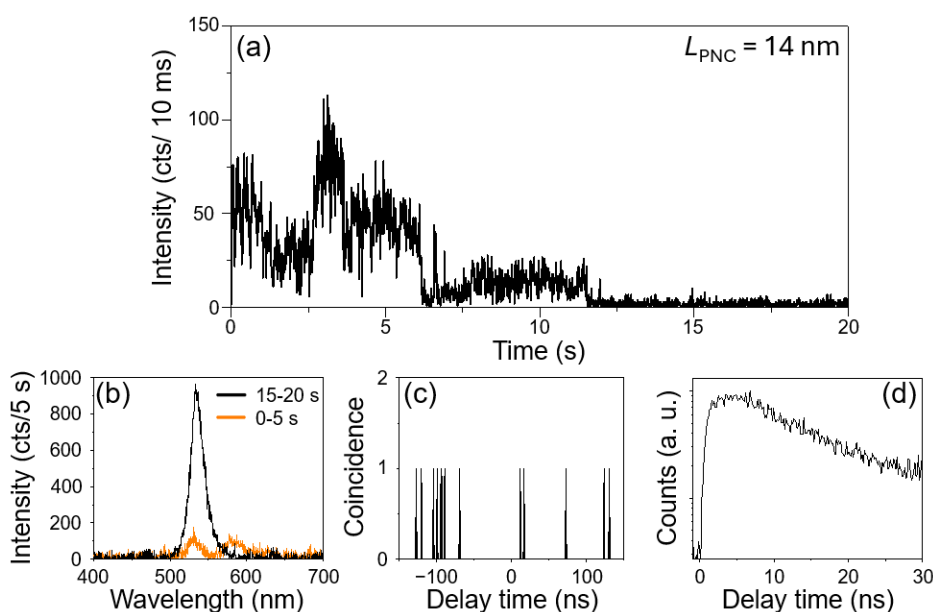 (a)
L_PNC = 14 nm
150
100
50
0
Intensity (cts/ 10 ms)
0 5 10 15 20
Time (s)
(b)
15-20 s
0-5 s
1000
800
600
400
200
0
Intensity (cts/5 s)
400 500 600 700
Wavelength (nm)
(c)
2
1
0
Coincidence
−100 0 100
Delay time (ns)
(d)
Counts (a. u.)
0 10 20 30
Delay time (ns)